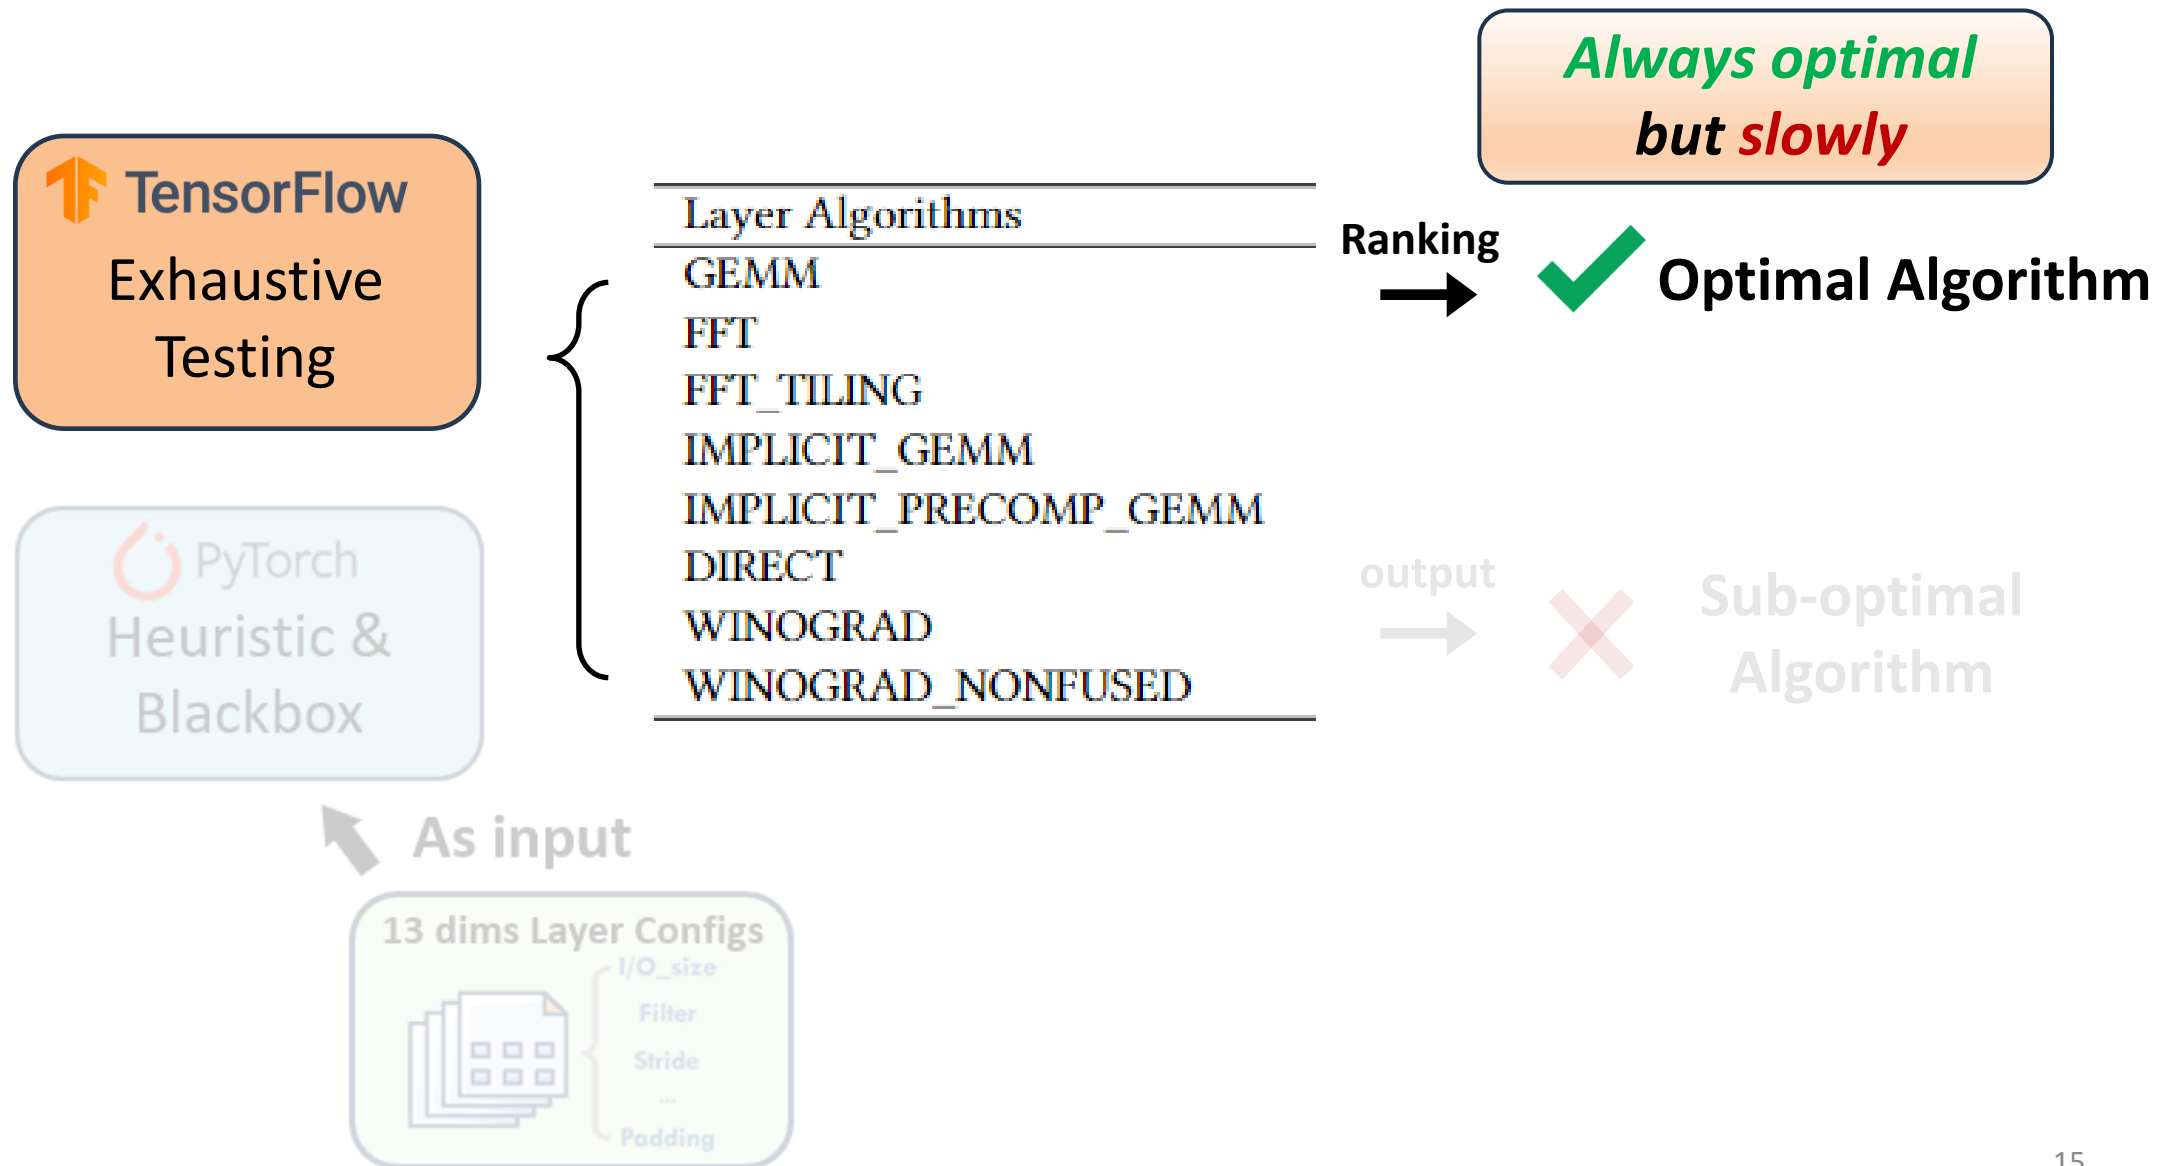 Always optimal
but slowly
TensorFlow
Exhaustive
Testing
Layer Algorithms
GEMM
FFT
FFT_TILING
IMPLICIT_GEMM
IMPLICIT_PRECOMP_GEMM
DIRECT
WINOGRAD
WINOGRAD_NONFUSED
Ranking
Optimal Algorithm
PyTorch
Heuristic &
Blackbox
output
Sub-optimal
Algorithm
As input
13 dims Layer Configs
I/O_size
Filter
Stride
...
Padding
15